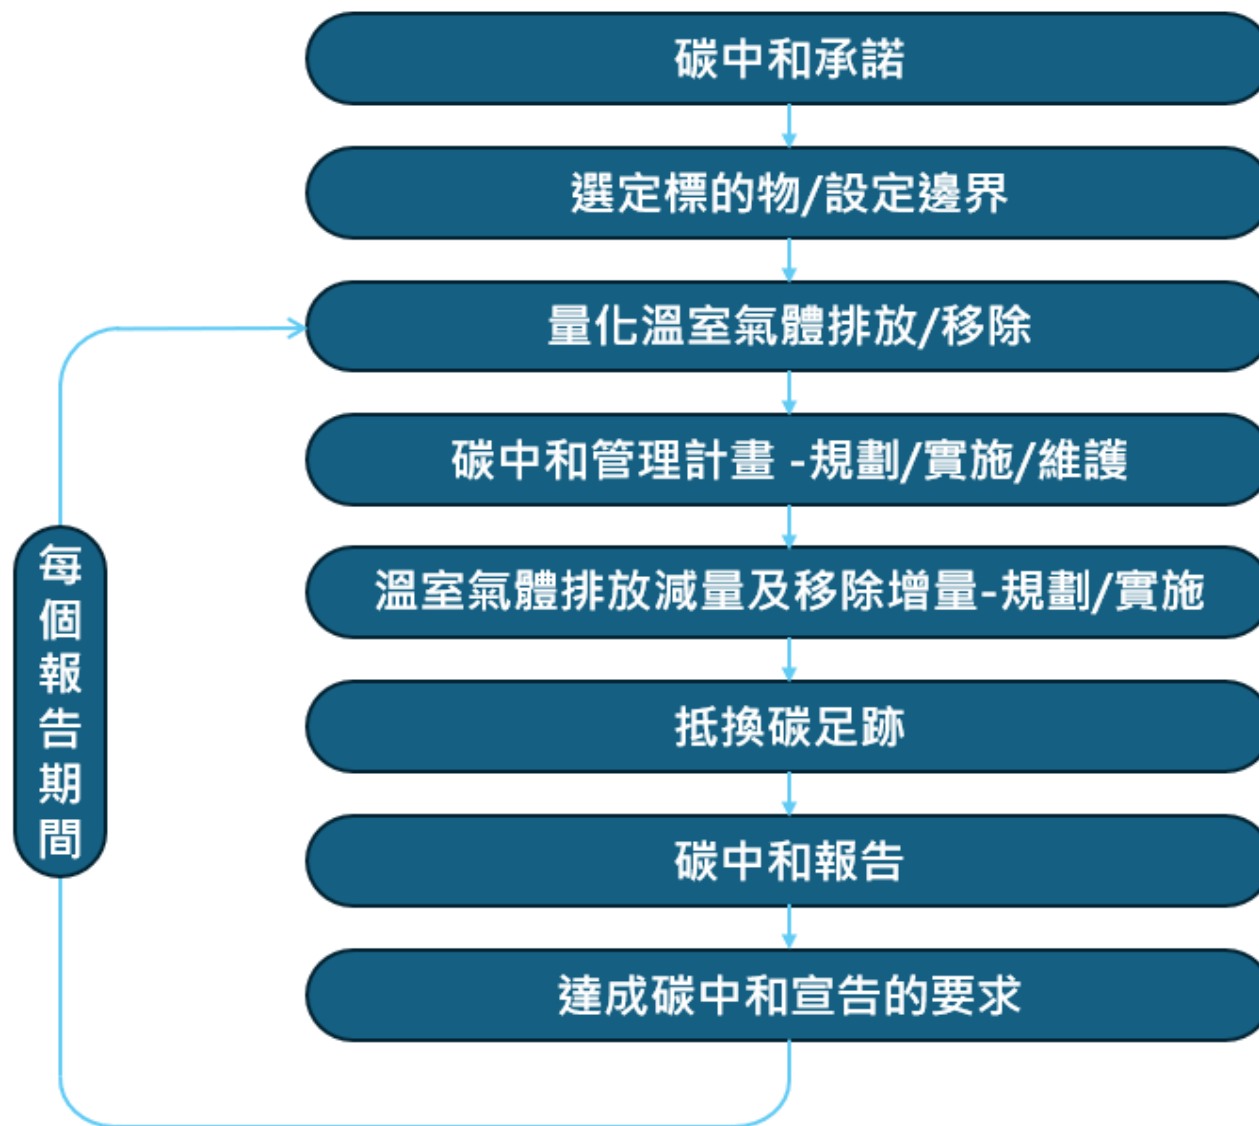 碳中和承諾
選定標的物/設定邊界
量化溫室氣體排放/移除
碳中和管理計畫 -規劃/實施/維護
溫室氣體排放減量及移除增量-規劃/實施
抵換碳足跡
碳中和報告
達成碳中和宣告的要求
每個報告期間